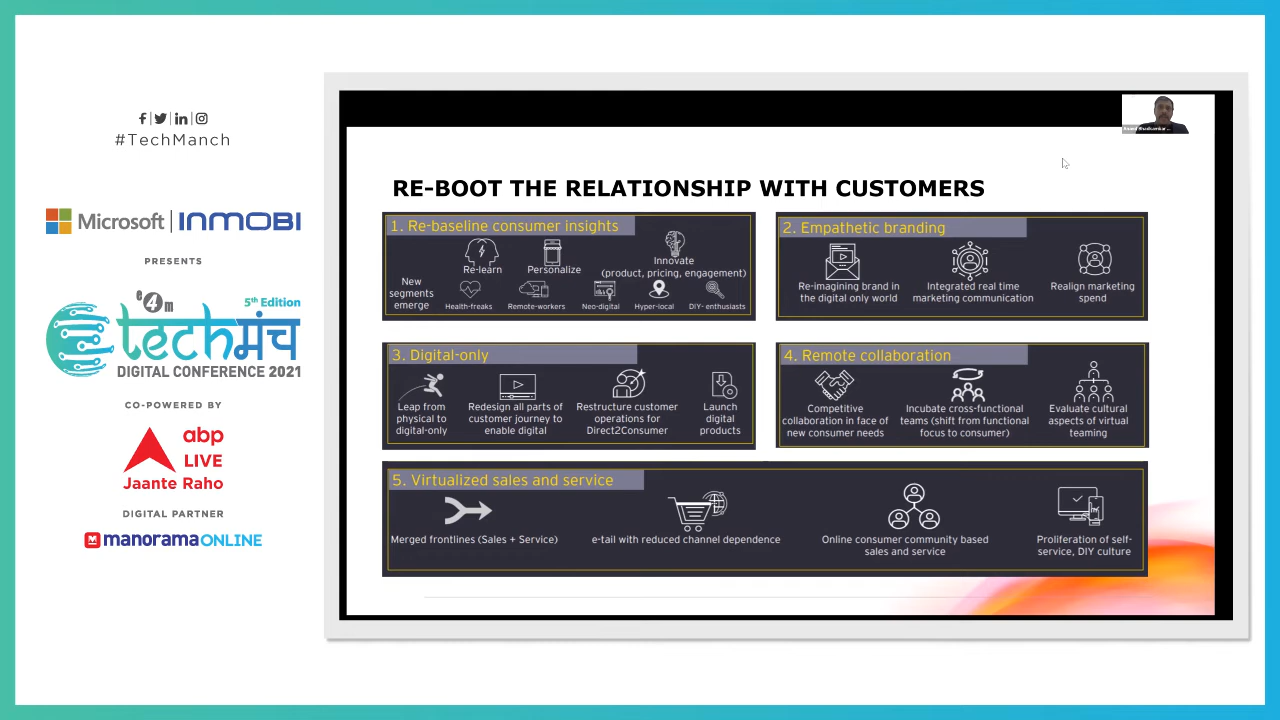 #TechManch
Microsoft | INMOBI
PRESENTS
e4m
5th Edition
techमंच
DIGITAL CONFERENCE 2021
CO-POWERED BY
abp
LIVE
Jaante Raho
DIGITAL PARTNER
manoramaONLINE
RE-BOOT THE RELATIONSHIP WITH CUSTOMERS
1. Re-baseline consumer insights
Re-learn
Personalize
Innovate
(product, pricing, engagement)
New
segments
emerge
Health-freaks
Remote-workers
Neo-digital
Hyper-local
DIY- enthusiasts
2. Empathetic branding
Re-imagining brand in
the digital only world
Integrated real time
marketing communication
Realign marketing
spend
3. Digital-only
Leap from
physical to
digital-only
Redesign all parts of
customer journey to
enable digital
Restructure customer
operations for
Direct2Consumer
Launch
digital
products
4. Remote collaboration
Competitive
collaboration in face of
new consumer needs
Incubate cross-functional
teams (shift from functional
focus to consumer)
Evaluate cultural
aspects of virtual
teaming
5. Virtualized sales and service
Merged frontlines (Sales + Service)
e-tail with reduced channel dependence
Online consumer community based
sales and service
Proliferation of self-
service, DIY culture